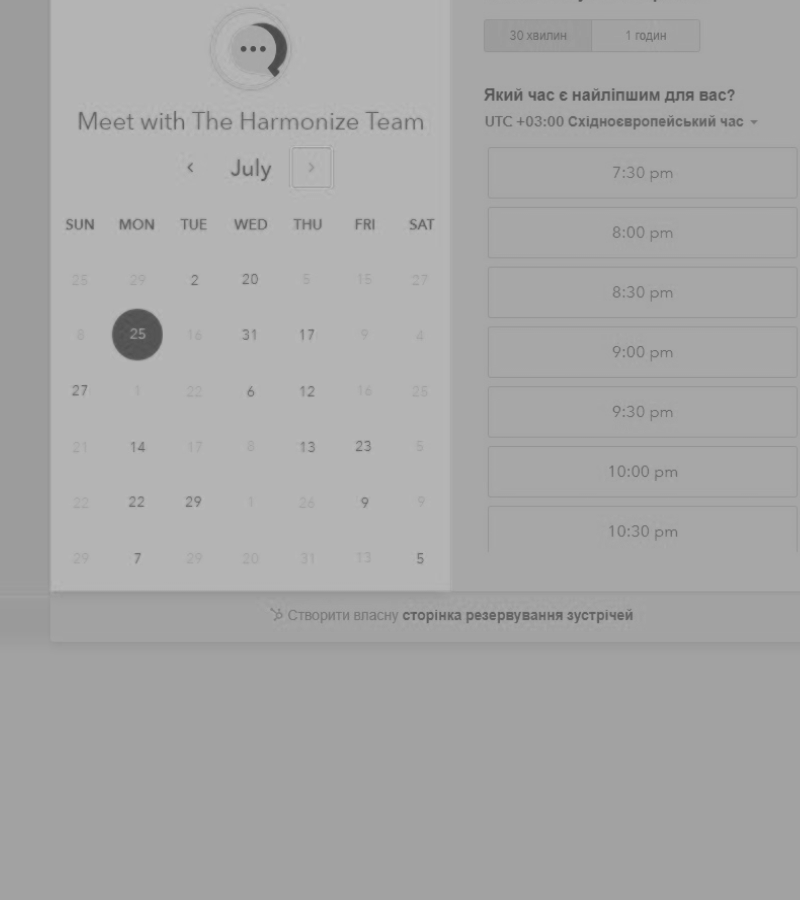 Meet with The Harmonize Team
July
SUN MON TUE WED THU FRI SAT
25 29 2 20 5 15 27
8 25 16 31 17 9 4
27 1 22 6 12 16 25
21 14 17 8 13 23 5
22 22 29 1 26 9 9
29 7 29 20 31 13 5
30 хвилин 1 годин
Який час є найліпшим для вас?
UTC +03:00 Східноєвропейський час
7:30 pm
8:00 pm
8:30 pm
9:00 pm
9:30 pm
10:00 pm
10:30 pm
Створити власну сторінка резервування зустрічей